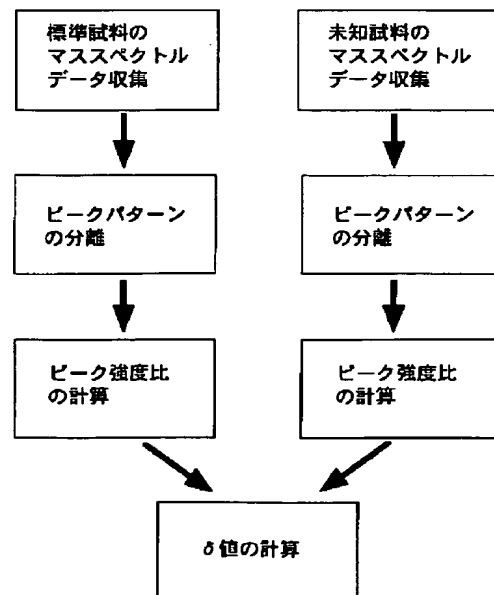 標準試料の
マススペクトル
データ収集
未知試料の
マススペクトル
データ収集
ピークパターン
の分離
ピークパターン
の分離
ピーク強度比
の計算
ピーク強度比
の計算
δ値の計算